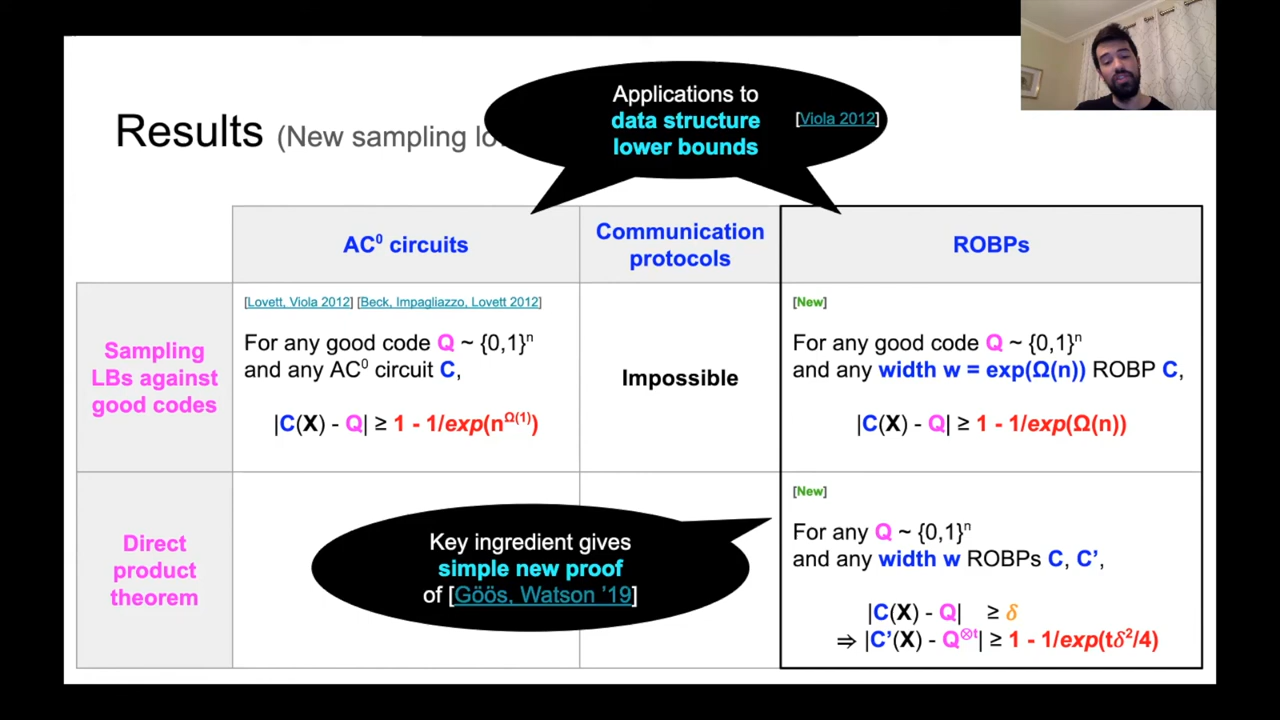 Applications to
data structure
lower bounds
[Viola 2012]
Results (New sampling lo
AC⁰ circuits
Communication
protocols
ROBPs
Sampling
LBs against
good codes
[Lovett, Viola 2012] [Beck, Impagliazzo, Lovett 2012]
For any good code Q ~ {0,1}ⁿ
and any AC⁰ circuit C,
|C(X) - Q| ≥ 1 - 1/exp(n^Ω(1))
Impossible
[New]
For any good code Q ~ {0,1}ⁿ
and any width w = exp(Ω(n)) ROBP C,
|C(X) - Q| ≥ 1 - 1/exp(Ω(n))
Direct
product
theorem
Key ingredient gives
simple new proof
of [Göös, Watson '19]
[New]
For any Q ~ {0,1}ⁿ
and any width w ROBPs C, C’,
|C(X) - Q| ≥ δ
⇒ |C’(X) - Q^⊗t| ≥ 1 - 1/exp(tδ²/4)